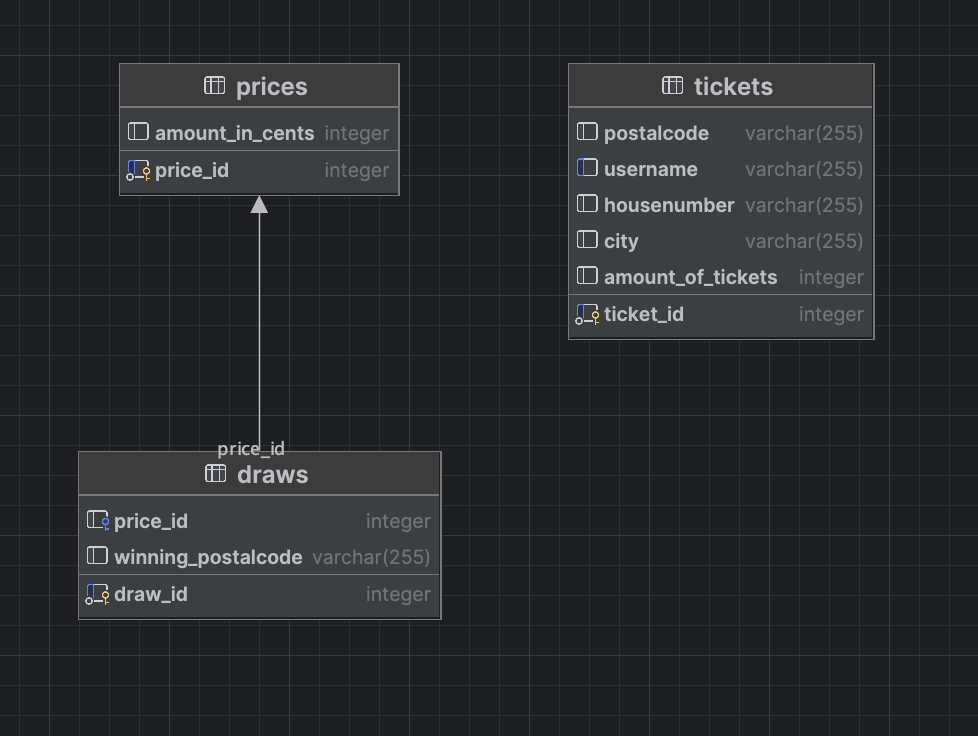 prices
amount_in_cents integer
price_id integer
tickets
postalcode varchar(255)
username varchar(255)
housenumber varchar(255)
city varchar(255)
amount_of_tickets integer
ticket_id integer
price_id
draws
price_id integer
winning_postalcode varchar(255)
draw_id integer